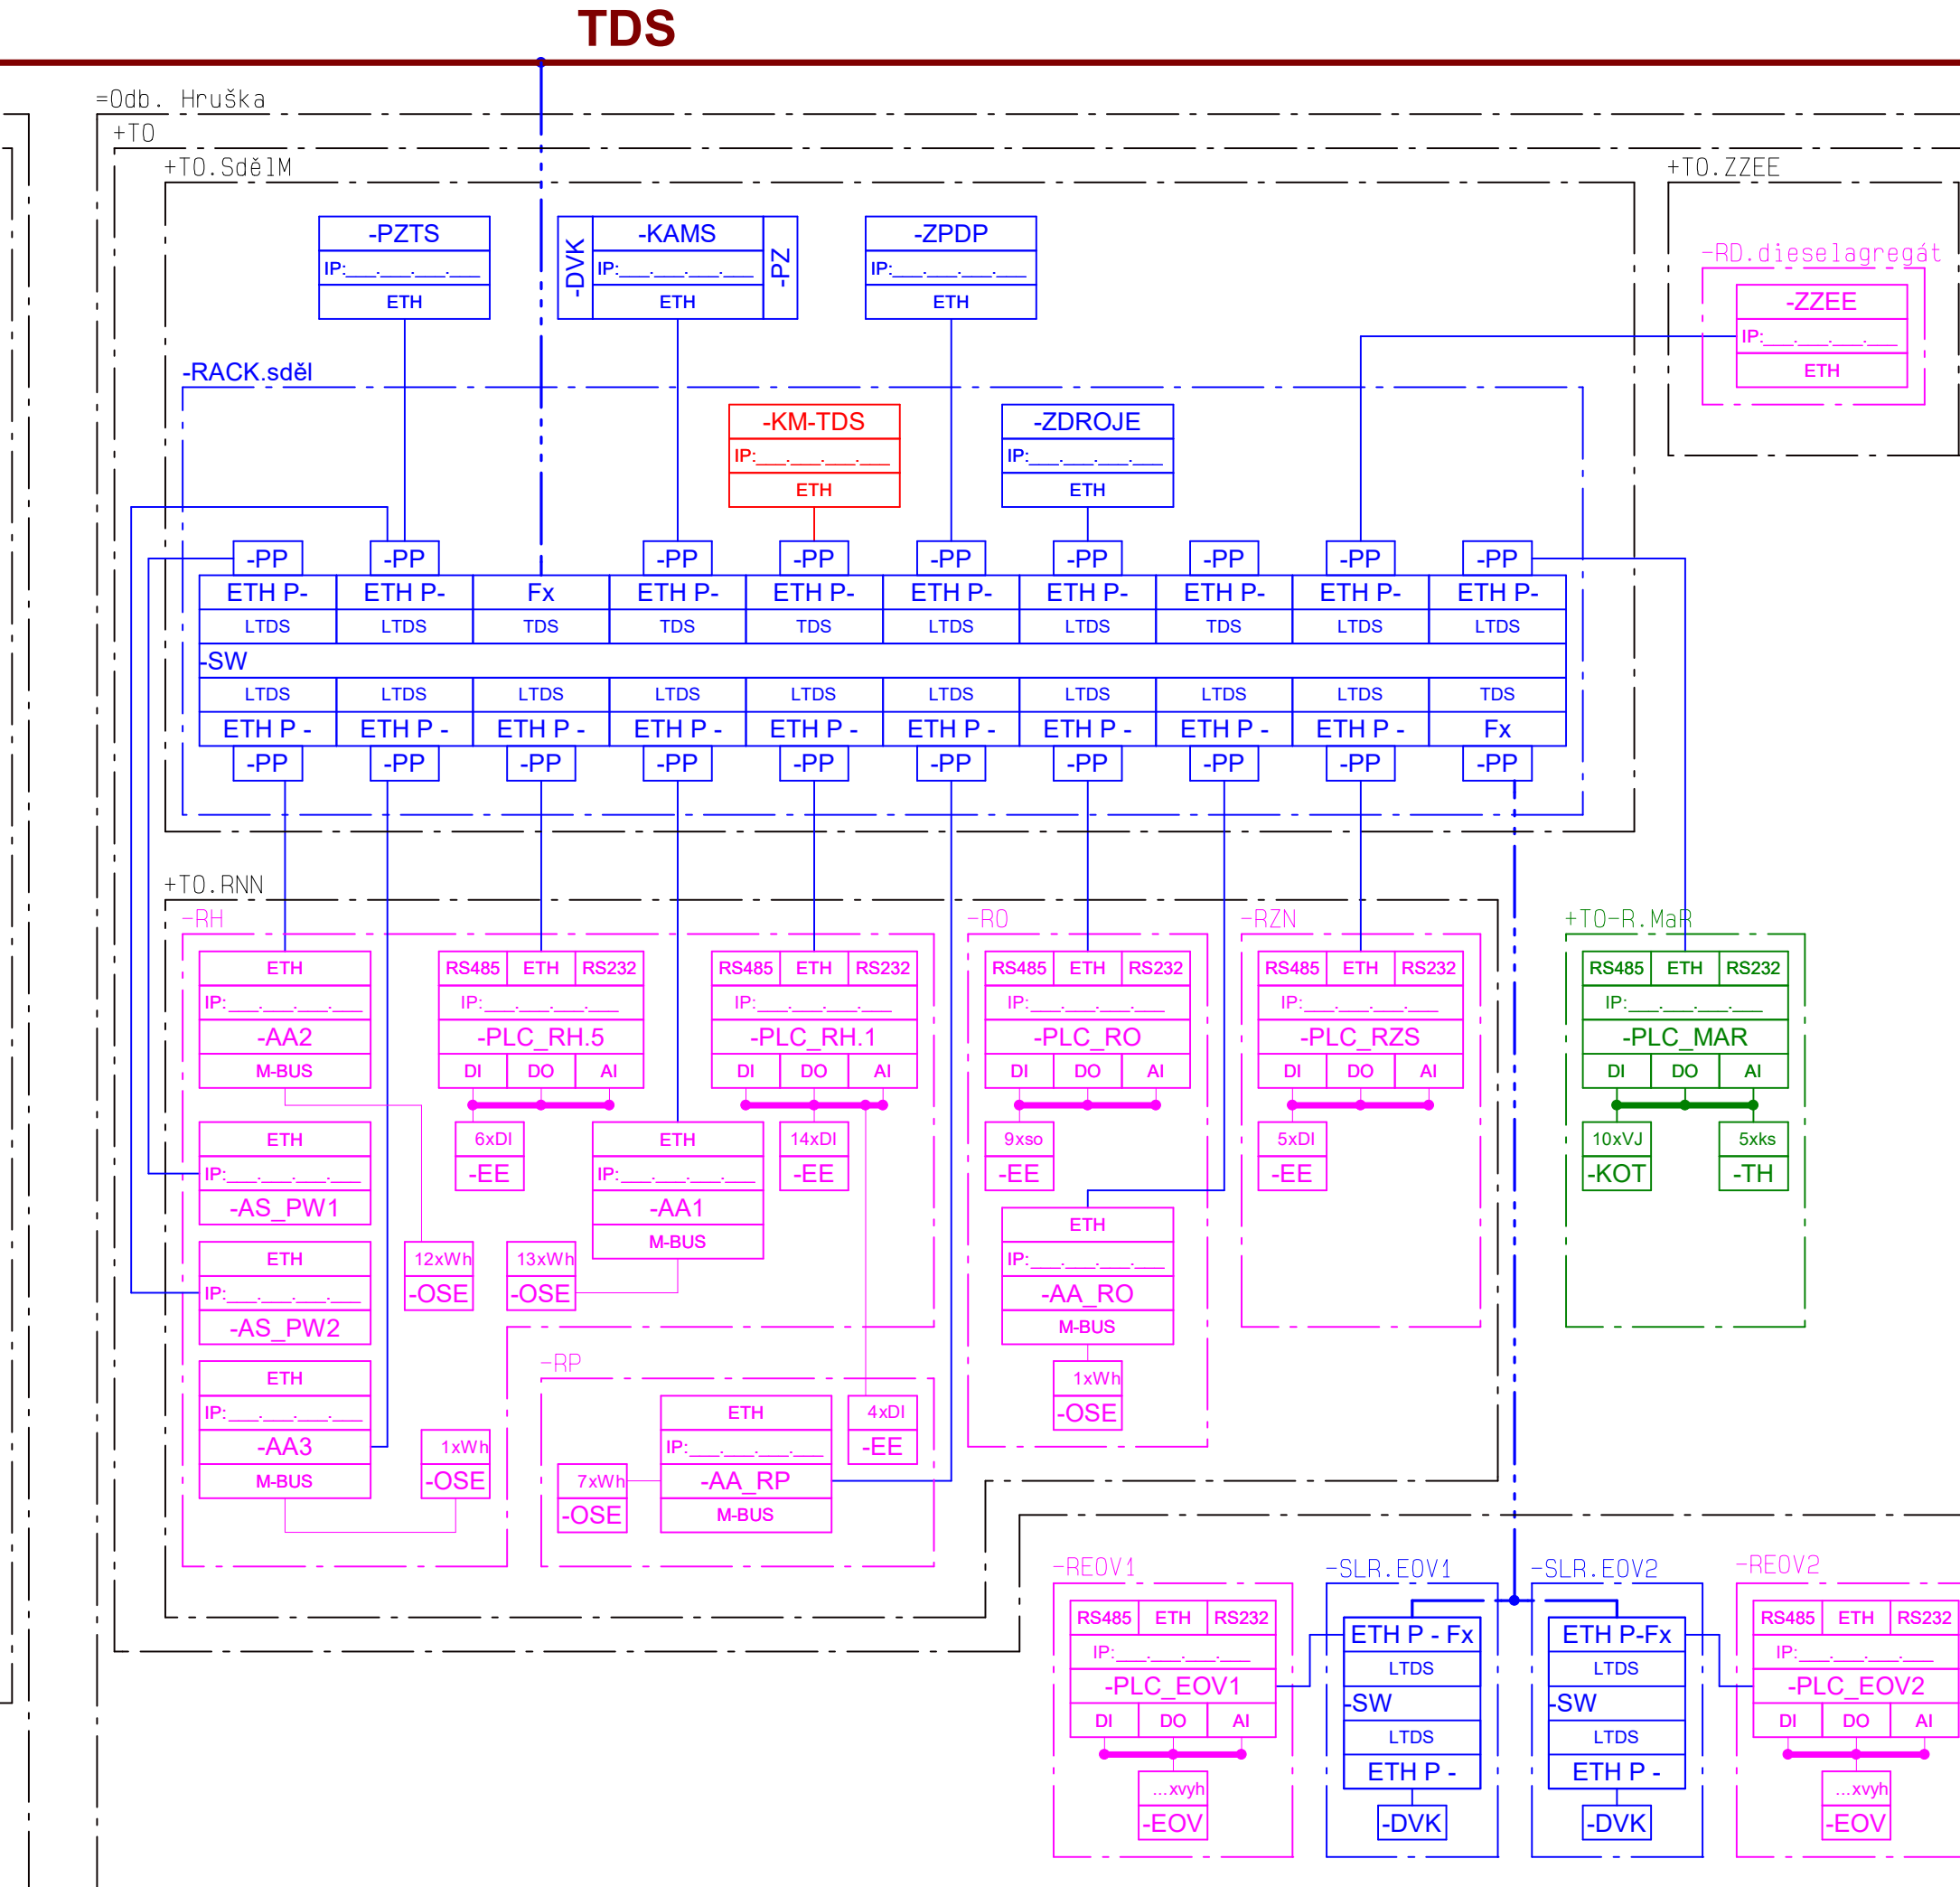 TDS
=Odb. Hruška
+TO
+TO.SdělM
+TO.ZZEE
-PZTS
IP:___.___.___.___
ETH
-DVK
-KAMS
IP:___.___.___.___
ETH
-PZ
-ZPDP
IP:___.___.___.___
ETH
-RD.dieselagregát
-ZZEE
IP:___.___.___.___
ETH
-RACK.sděl
-KM-TDS
IP:___.___.___.___
ETH
-ZDROJE
IP:___.___.___.___
ETH
-PP -PP -PP -PP -PP -PP -PP -PP -PP
ETH P- ETH P- Fx ETH P- ETH P- ETH P- ETH P- ETH P- ETH P- ETH P-
LTDS LTDS TDS TDS TDS LTDS LTDS TDS LTDS LTDS
-SW
LTDS LTDS LTDS LTDS LTDS LTDS LTDS LTDS LTDS TDS
ETH P - ETH P - ETH P - ETH P - ETH P - ETH P - ETH P - ETH P - ETH P - Fx
-PP -PP -PP -PP -PP -PP -PP -PP -PP -PP
+TO.RNN
-RH
ETH
IP:___.___.___.___
-AA2
M-BUS
RS485 ETH RS232
IP:___.___.___.___
-PLC_RH.5
DI DO AI
6xDI
-EE
RS485 ETH RS232
IP:___.___.___.___
-PLC_RH.1
DI DO AI
14xDI
-EE
ETH
IP:___.___.___.___
-AS_PW1
ETH
IP:___.___.___.___
-AA1
M-BUS
ETH
IP:___.___.___.___
-AS_PW2
12xWh
-OSE
13xWh
-OSE
ETH
IP:___.___.___.___
-AA3
M-BUS
1xWh
-OSE
-RP
ETH
IP:___.___.___.___
-AA_RP
M-BUS
7xWh
-OSE
4xDI
-EE
-RO
RS485 ETH RS232
IP:___.___.___.___
-PLC_RO
DI DO AI
9xso
-EE
ETH
IP:___.___.___.___
-AA_RO
M-BUS
1xWh
-OSE
-RZN
RS485 ETH RS232
IP:___.___.___.___
-PLC_RZS
DI DO AI
5xDI
-EE
+TO-R.MaR
RS485 ETH RS232
IP:___.___.___.___
-PLC_MAR
DI DO AI
10xVJ
-KOT
5xks
-TH
-REOV1
RS485 ETH RS232
IP:___.___.___.___
-PLC_EOV1
DI DO AI
...xvyh
-EOV
-SLR.EOV1
ETH P - Fx
LTDS
-SW
LTDS
ETH P -
-DVK
-SLR.EOV2
ETH P-Fx
LTDS
-SW
LTDS
ETH P -
-DVK
-REOV2
RS485 ETH RS232
IP:___.___.___.___
-PLC_EOV2
DI DO AI
...xvyh
-EOV